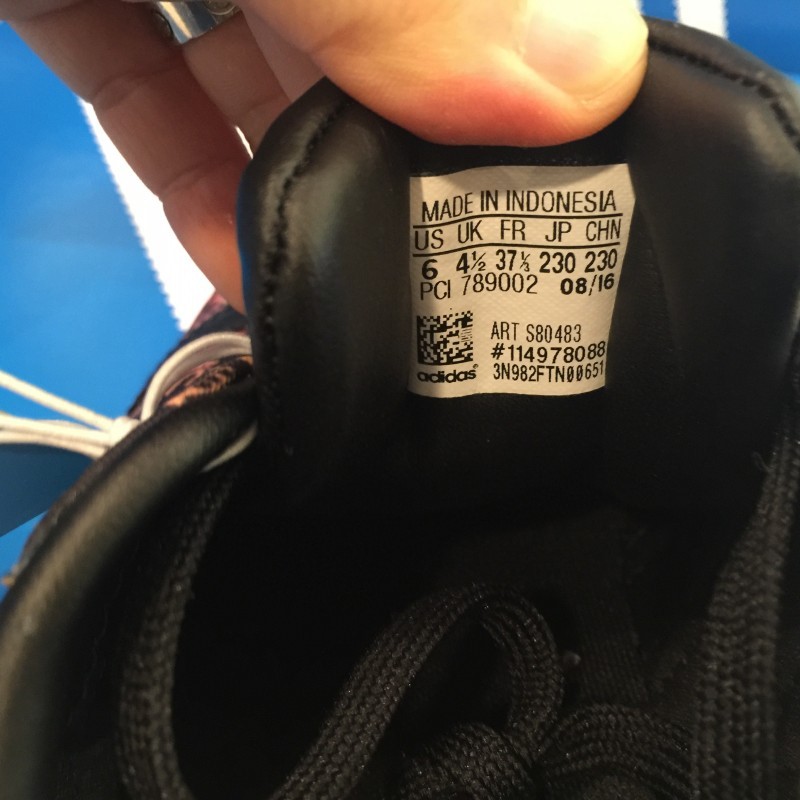 MADE IN INDONESIA
US UK FR JP CHN
6 4½ 37⅓ 230 230
PCI 789002 08/16
ART S80483
#114978088
adidas® 3N982FTN00651